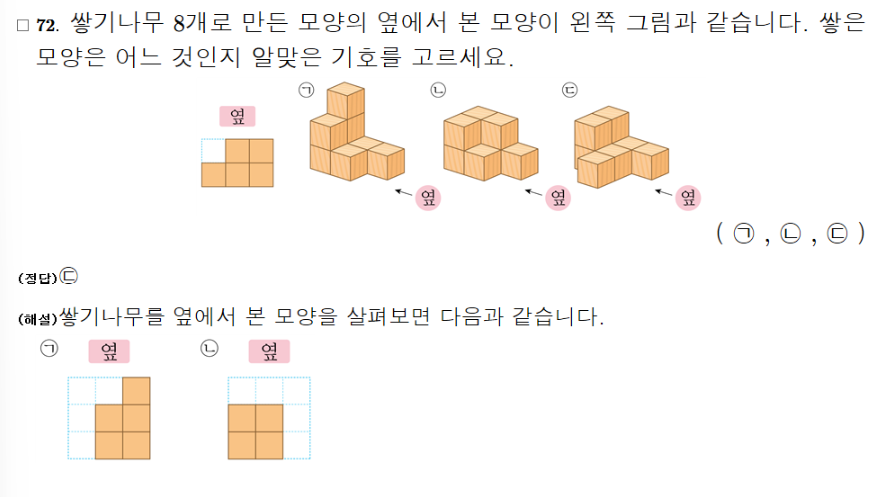 □ 72. 쌓기나무 8개로 만든 모양의 옆에서 본 모양이 왼쪽 그림과 같습니다. 쌓은
모양은 어느 것인지 알맞은 기호를 고르세요.
㉠ ㉡ ㉢
옆
옆 옆 옆
( ㉠ , ㉡ , ㉢ )
(정답)㉢
(해설)쌓기나무를 옆에서 본 모양을 살펴보면 다음과 같습니다.
㉠ 옆 ㉡ 옆